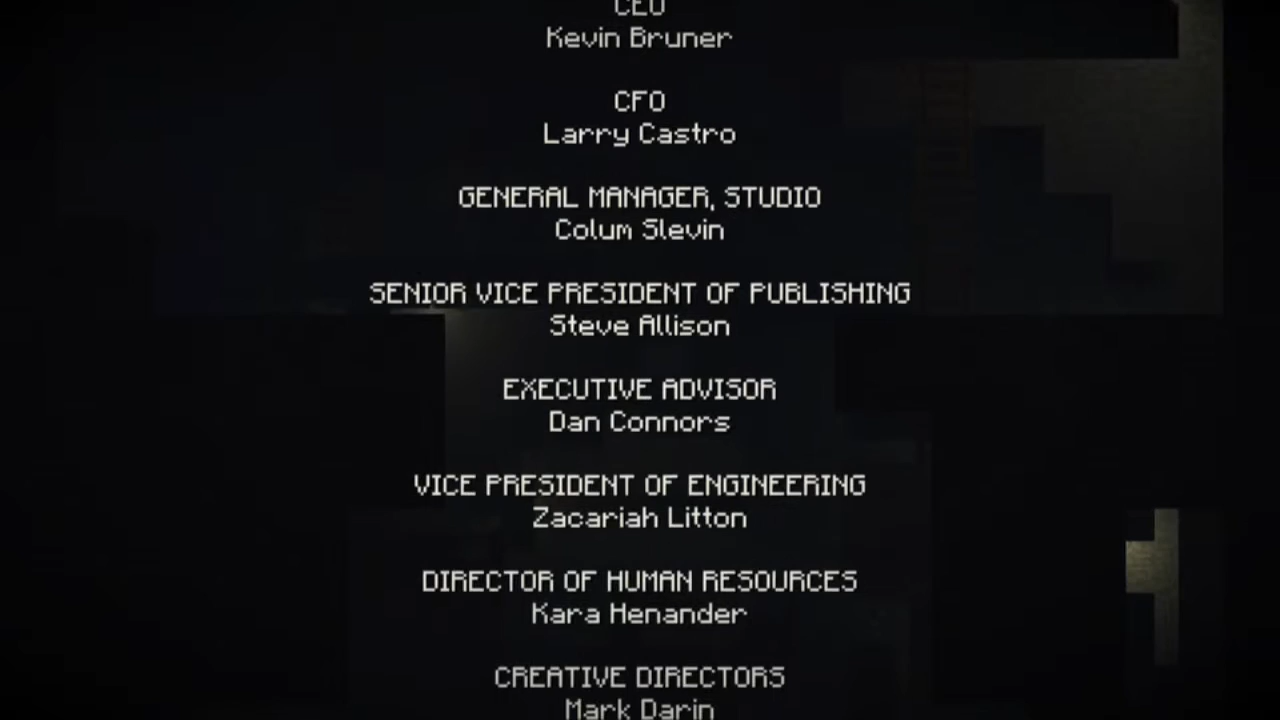 CEO
Kevin Bruner
CFO
Larry Castro
GENERAL MANAGER, STUDIO
Colum Slevin
SENIOR VICE PRESIDENT OF PUBLISHING
Steve Allison
EXECUTIVE ADVISOR
Dan Connors
VICE PRESIDENT OF ENGINEERING
Zacariah Litton
DIRECTOR OF HUMAN RESOURCES
Kara Henander
CREATIVE DIRECTORS
Mark Darin